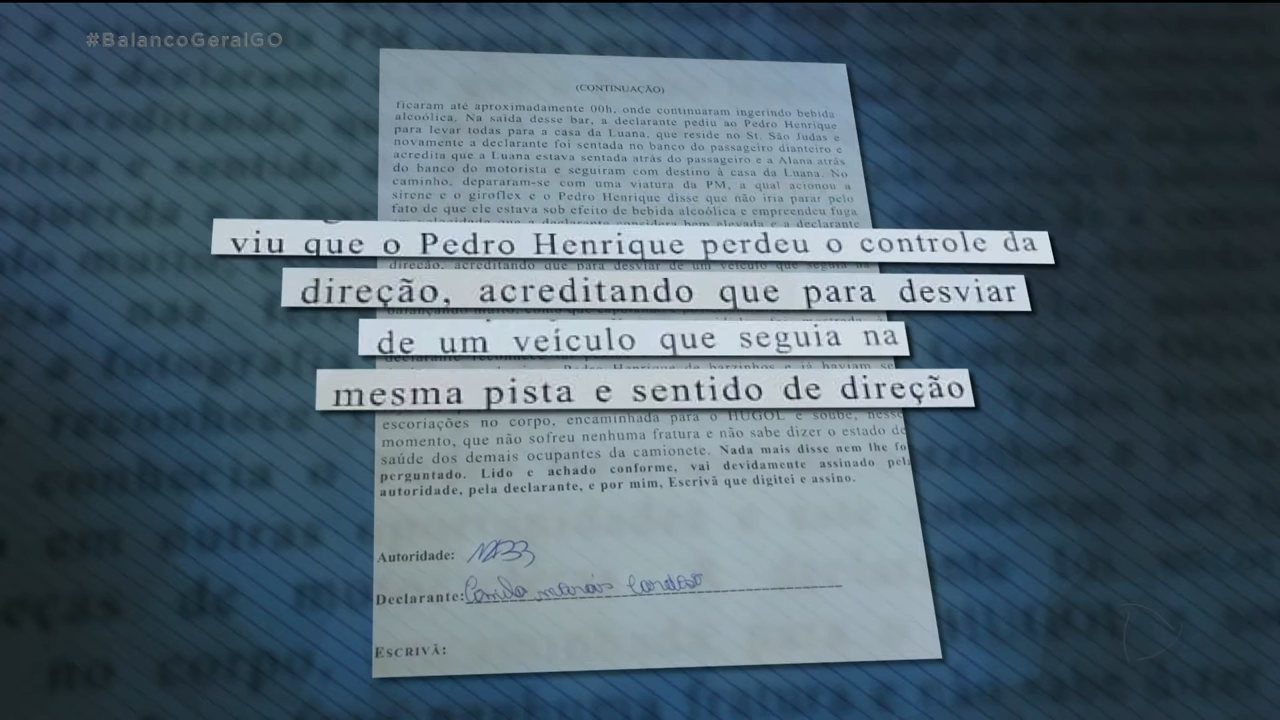 #BalancoGeralGO
(CONTINUAÇÃO)
ficaram até aproximadamente 00h, onde continuaram ingerindo bebida
alcoólica. Na saída desse bar, a declarante pediu ao Pedro Henrique
para levar todas para a casa da Luana, que reside no St. São Judas e
novamente a declarante foi sentada no banco do passageiro dianteiro e
acredita que a Luana estava sentada atrás do passageiro e a Alana atrás
do banco do motorista e seguiram com destino à casa da Luana. No
caminho, depararam-se com uma viatura da PM, a qual acionou a
sirene e o giroflex e o Pedro Henrique disse que não iria parar pelo
fato de que ele estava sob efeito de bebida alcoólica e empreendeu fuga
viu que o Pedro Henrique perdeu o controle da
direção, acreditando que para desviar
de um veículo que seguia na
mesma pista e sentido de direção
escoriações no corpo, encaminhada para o HUGOL e soube, nesse
momento, que não sofreu nenhuma fratura e não sabe dizer o estado de
saúde dos demais ocupantes da camionete. Nada mais disse nem lhe fo
perguntado. Lido e achado conforme, vai devidamente assinado pela
autoridade, pela declarante, e por mim, Escrivã que digitei e assino.
Autoridade:
Declarante:
ESCRIVÃ: